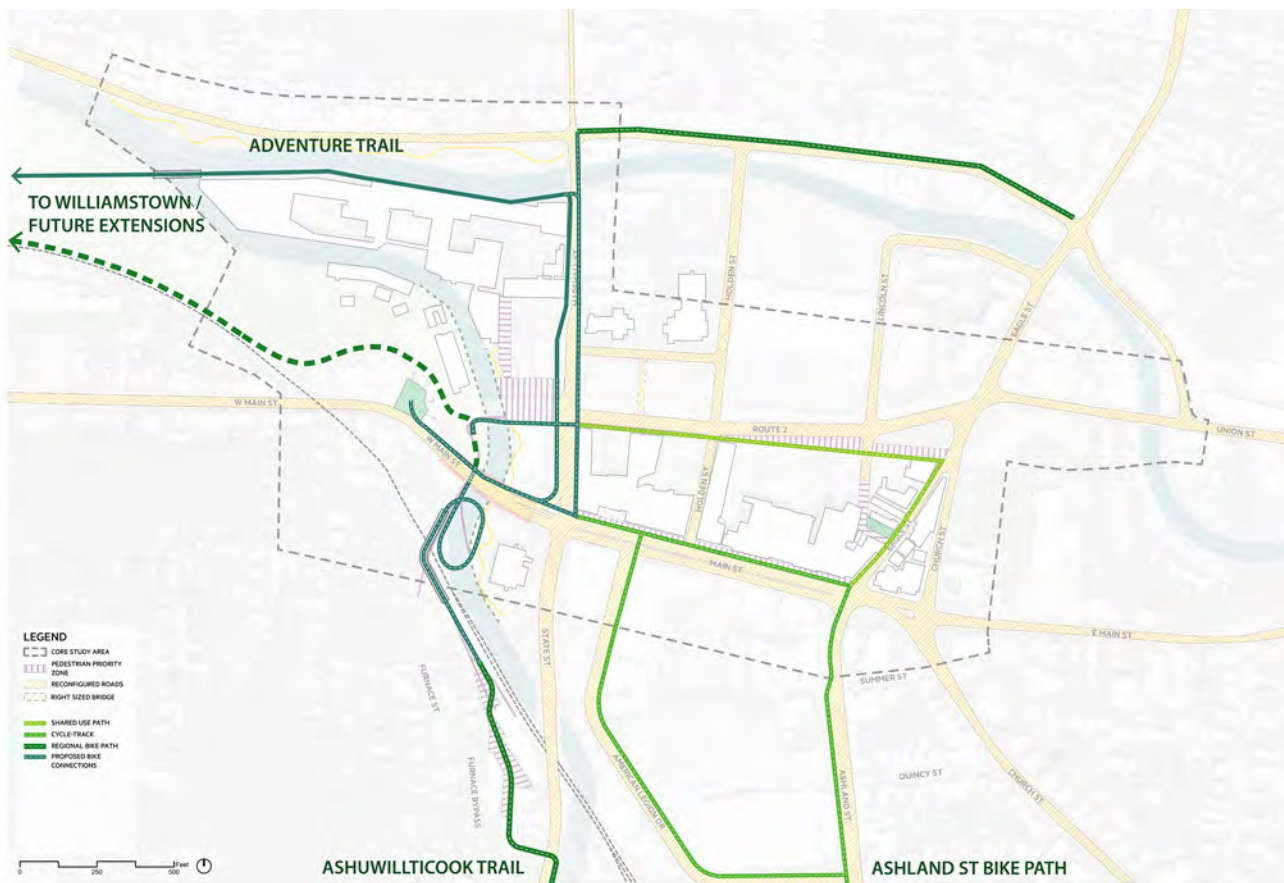 ADVENTURE TRAIL
TO WILLIAMSTOWN /
FUTURE EXTENSIONS
HOLDEN ST
LINCOLN ST
EAGLE ST
W MAIN ST
W MAIN ST
ROUTE 2
UNION ST
HOLDEN ST
EAGLE ST
CHURCH ST
MAIN ST
E MAIN ST
STATE ST
SUMMER ST
FURNACE ST
QUINCY ST
CHURCH ST
FURNACE BYPASS
AMERICAN LEGION DR
ASHLAND ST
LEGEND
CORE STUDY AREA
PEDESTRIAN PRIORITY
ZONE
RECONFIGURED ROADS
RIGHT SIZED BRIDGE
SHARED USE PATH
CYCLE-TRACK
REGIONAL BIKE PATH
PROPOSED BIKE
CONNECTIONS
0 250 500 Feet
ASHUWILLTICOOK TRAIL
ASHLAND ST BIKE PATH